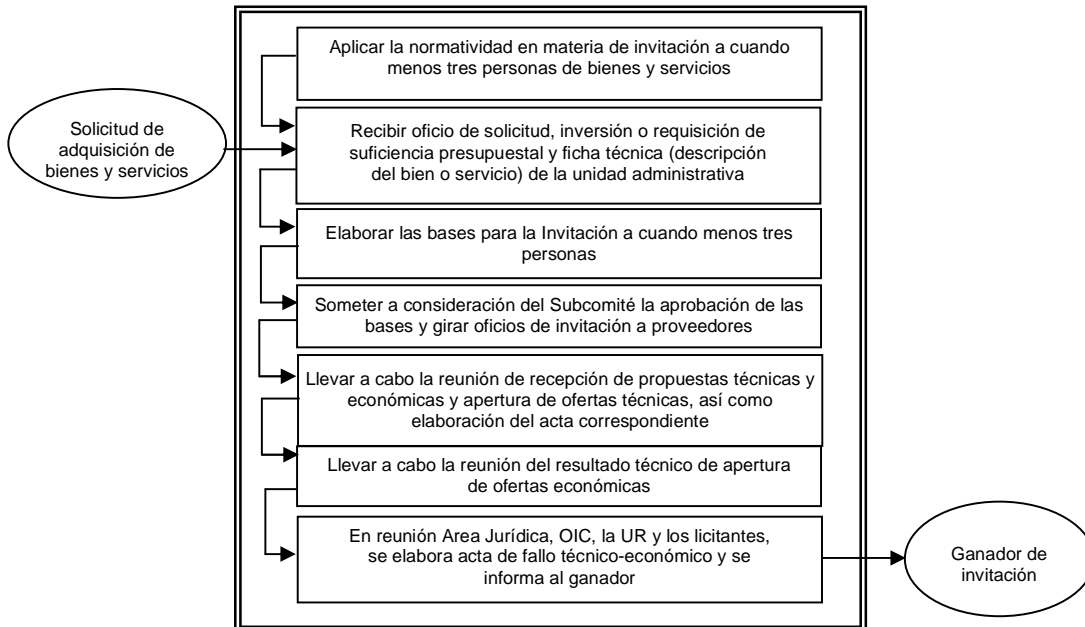 Aplicar la normatividad en materia de invitación a cuando
menos tres personas de bienes y servicios
Solicitud de
adquisición de
bienes y servicios
Recibir oficio de solicitud, inversión o requisición de
suficiencia presupuestal y ficha técnica (descripción
del bien o servicio) de la unidad administrativa
Elaborar las bases para la Invitación a cuando menos tres
personas
Someter a consideración del Subcomité la aprobación de las
bases y girar oficios de invitación a proveedores
Llevar a cabo la reunión de recepción de propuestas técnicas y
económicas y apertura de ofertas técnicas, así como
elaboración del acta correspondiente
Llevar a cabo la reunión del resultado técnico de apertura
de ofertas económicas
En reunión Area Jurídica, OIC, la UR y los licitantes,
se elabora acta de fallo técnico-económico y se
informa al ganador
Ganador de
invitación